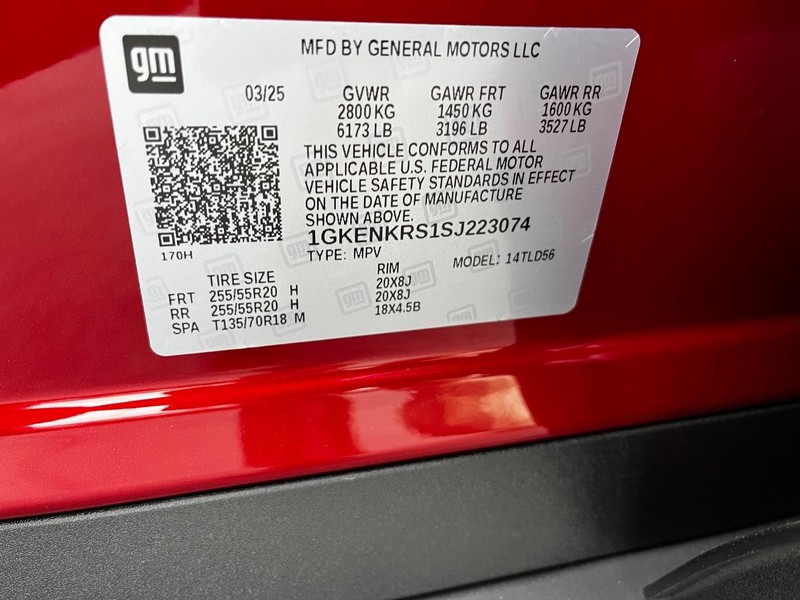 gm
MFD BY GENERAL MOTORS LLC
03/25 GVWR GAWR FRT GAWR RR
2800 KG 1450 KG 1600 KG
6173 LB 3196 LB 3527 LB
THIS VEHICLE CONFORMS TO ALL
APPLICABLE U.S. FEDERAL MOTOR
VEHICLE SAFETY STANDARDS IN EFFECT
ON THE DATE OF MANUFACTURE
SHOWN ABOVE.
1GKENKRS1SJ223074
170H
TYPE: MPV MODEL: 14TLD56
TIRE SIZE RIM
FRT 255/55R20 H 20X8J
RR 255/55R20 H 20X8J
SPA T135/70R18 M 18X4.5B